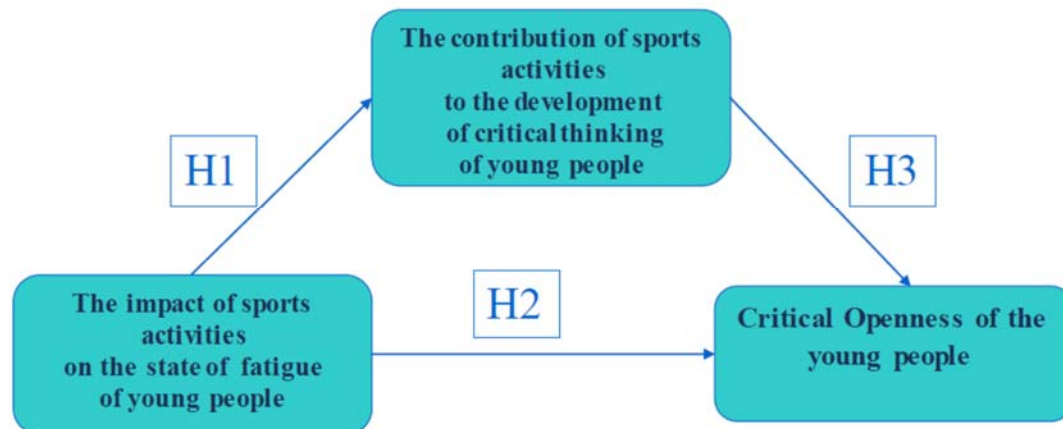 The contribution of sports
activities
to the development
of critical thinking
of young people
H1
H3
The impact of sports
activities
on the state of fatigue
of young people
H2
Critical Openness of the
young people